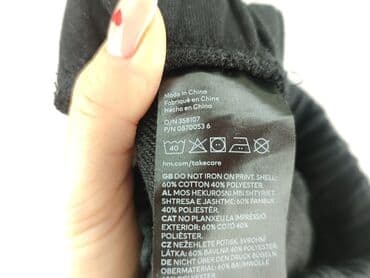 Made in China
Fabriqué en Chine
Hecho en China
O/N 358107
P/N 0870053 6
40
hm.com/takecare
GB DO NOT IRON ON PRINT. SHELL:
60% COTTON 40% POLYESTER.
AL MOS HEKUROSNI MBI SHTYPJE.
SHTRESA E JASHTME: 60% PAMBUK
40% POLIESTËR.
CAT NO PLANXEU LA IMPRESSIÓ
EXTERIOR: 60% COTÓ 40%
POLIÈSTER.
CZ NEŽEHLETE POTISK. SVRCHNÍ
LÁTKA: 60% BAVLNA 40% POLYESTER.
DE NICHT ÜBER DEN DRUCK
OBERMATERIAL: 60% BAUMWOLLE